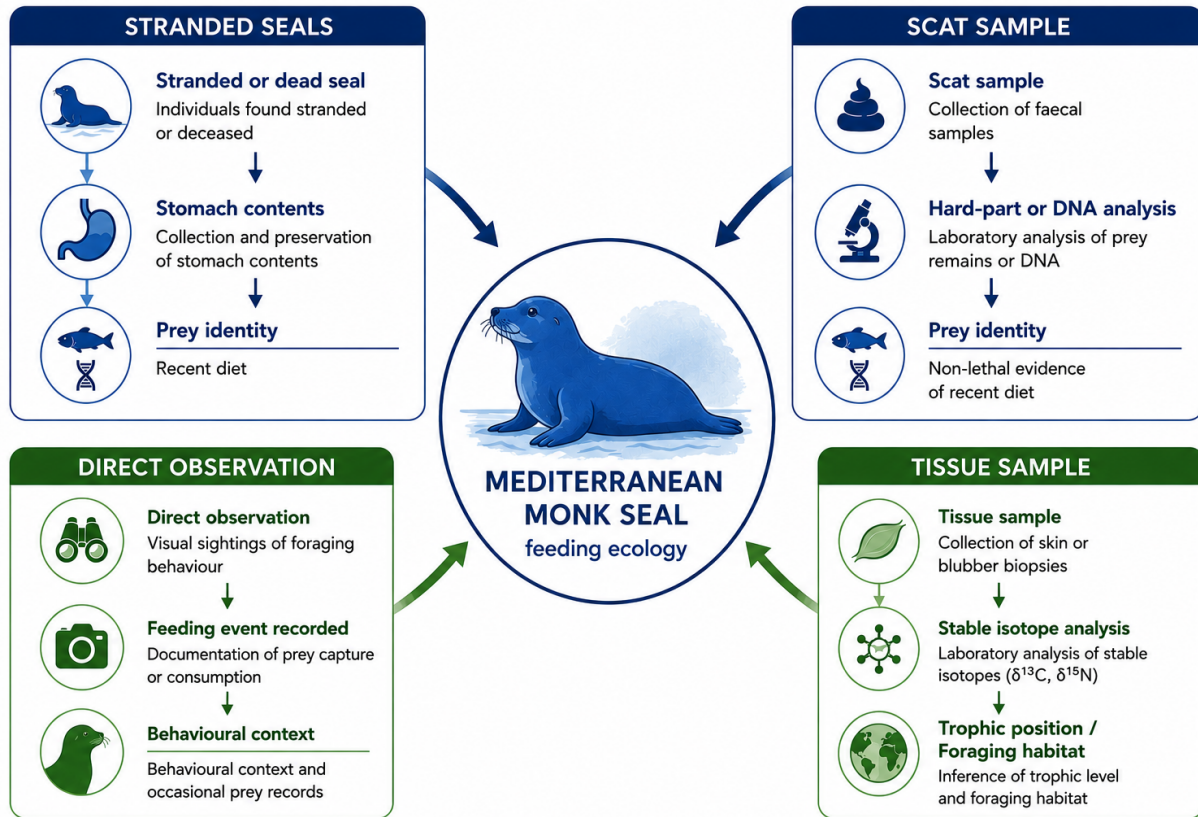 STRANDED SEALS
Stranded or dead seal
Individuals found stranded
or deceased
Stomach contents
Collection and preservation
of stomach contents
Prey identity
Recent diet
SCAT SAMPLE
Scat sample
Collection of faecal
samples
Hard-part or DNA analysis
Laboratory analysis of prey
remains or DNA
Prey identity
Non-lethal evidence
of recent diet
MEDITERRANEAN
MONK SEAL
feeding ecology
DIRECT OBSERVATION
Direct observation
Visual sightings of foraging
behaviour
Feeding event recorded
Documentation of prey capture
or consumption
Behavioural context
Behavioural context and
occasional prey records
TISSUE SAMPLE
Tissue sample
Collection of skin or
blubber biopsies
Stable isotope analysis
Laboratory analysis of stable
isotopes (δ¹³C, δ¹⁵N)
Trophic position /
Foraging habitat
Inference of trophic level
and foraging habitat